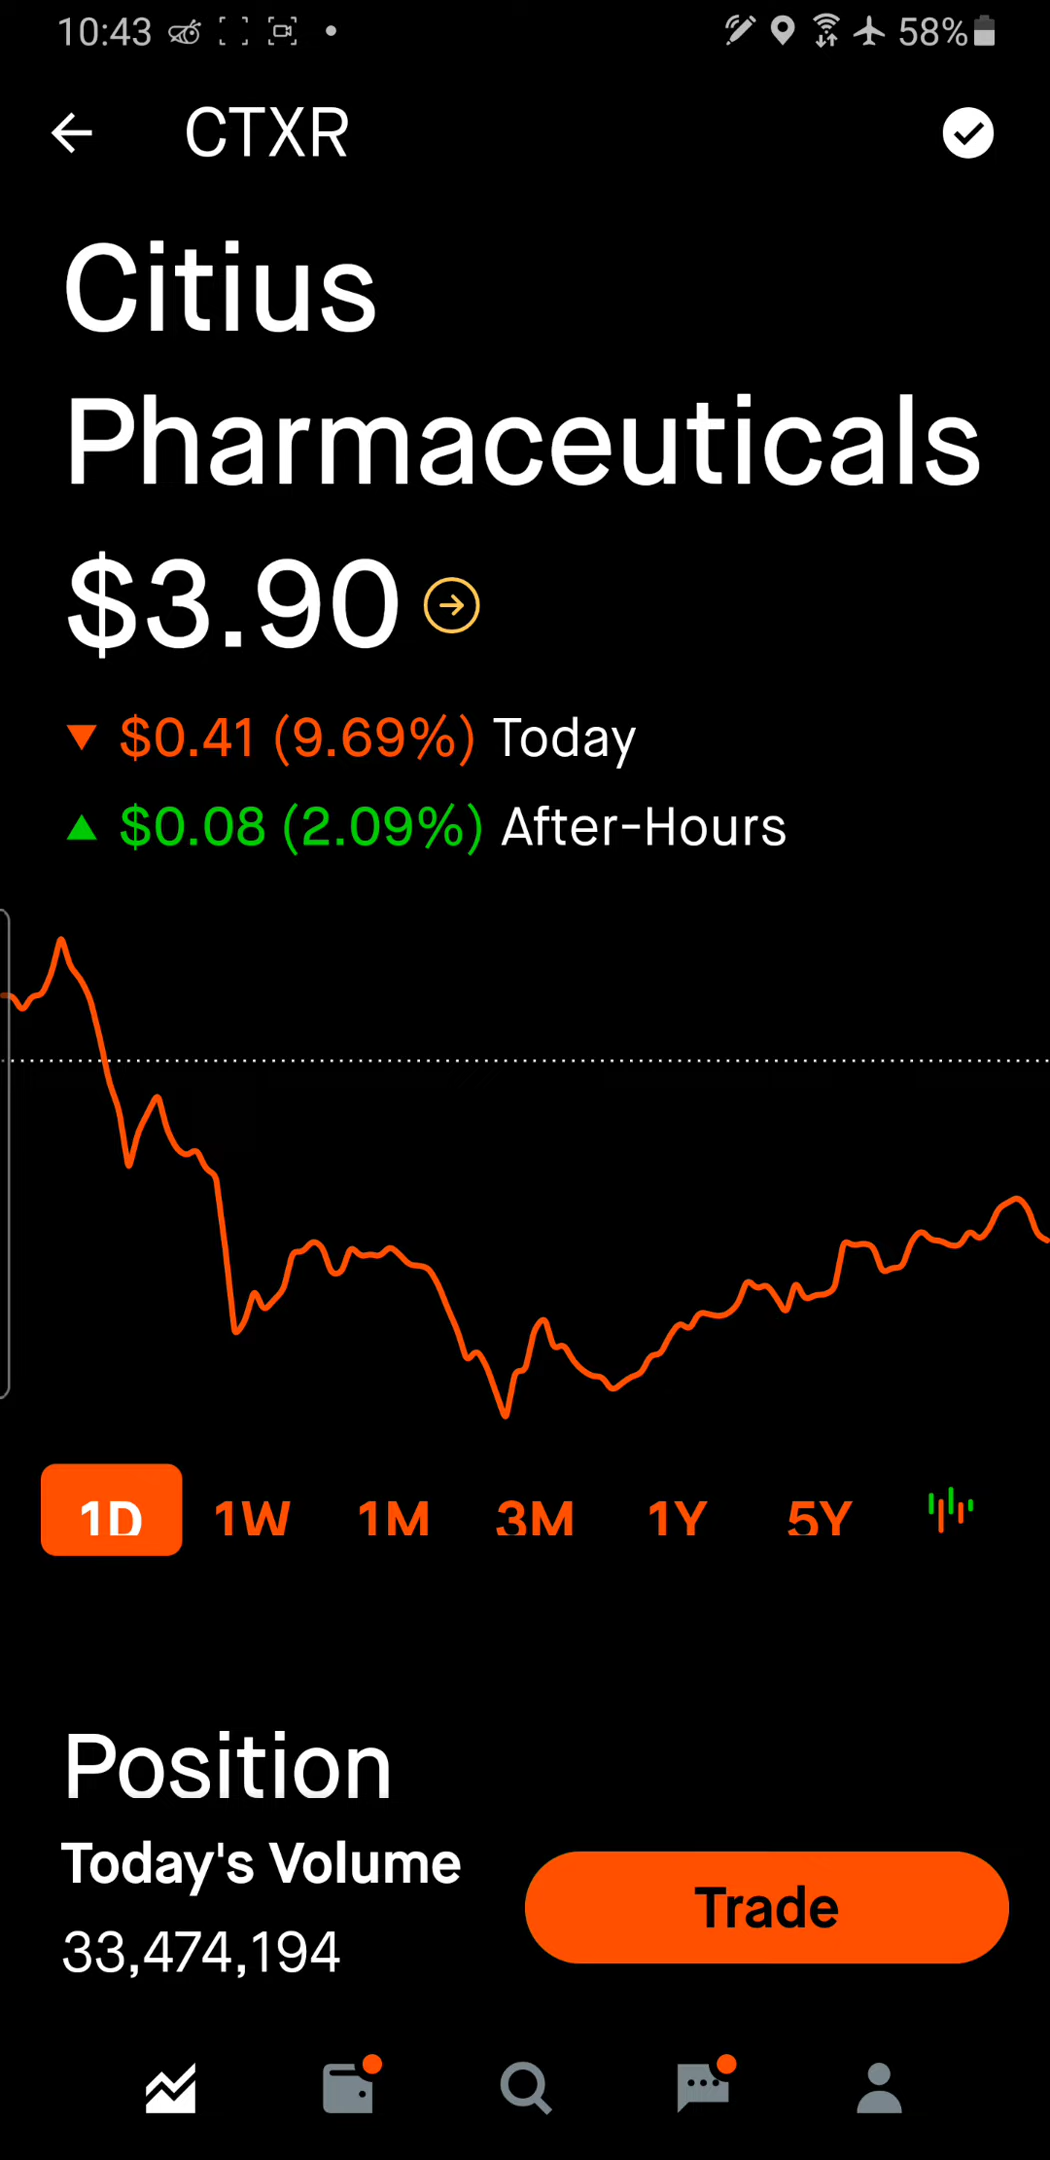 10:43 58%
CTXR
Citius
Pharmaceuticals
$3.90
▼ $0.41 (9.69%) Today
▲ $0.08 (2.09%) After-Hours
1D 1W 1M 3M 1Y 5Y
Position
Today's Volume
33,474,194
Trade